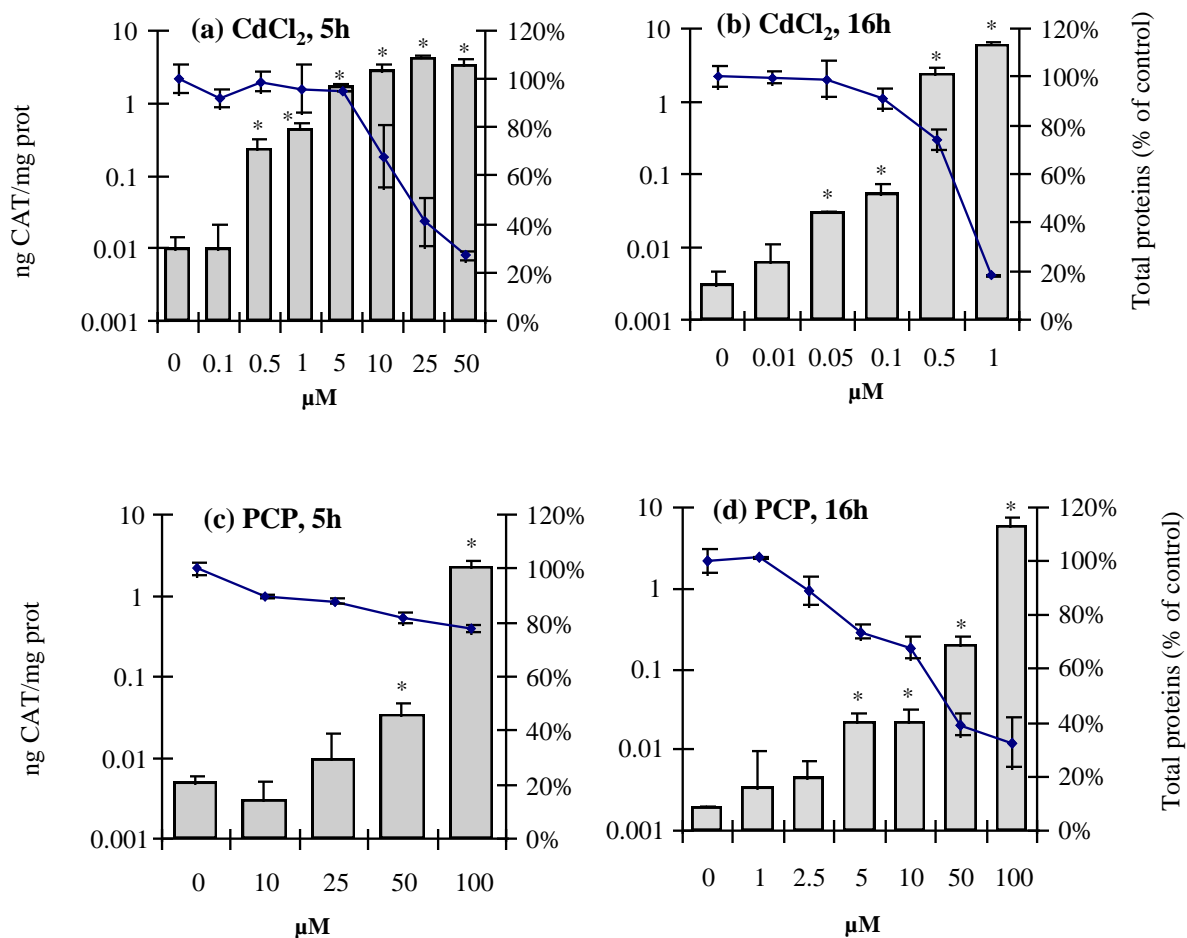 (a) CdCl₂, 5h
10
1
0.1
0.01
0.001
ng CAT/mg prot
120%
100%
80%
60%
40%
20%
0%
* * * * * *
0 0.1 0.5 1 5 10 25 50
µM
(b) CdCl₂, 16h
10
1
0.1
0.01
0.001
120%
100%
80%
60%
40%
20%
0%
Total proteins (% of control)
* * * *
0 0.01 0.05 0.1 0.5 1
µM
(c) PCP, 5h
10
1
0.1
0.01
0.001
ng CAT/mg prot
120%
100%
80%
60%
40%
20%
0%
* *
0 10 25 50 100
µM
(d) PCP, 16h
10
1
0.1
0.01
0.001
120%
100%
80%
60%
40%
20%
0%
Total proteins (% of control)
* * * *
0 1 2.5 5 10 50 100
µM